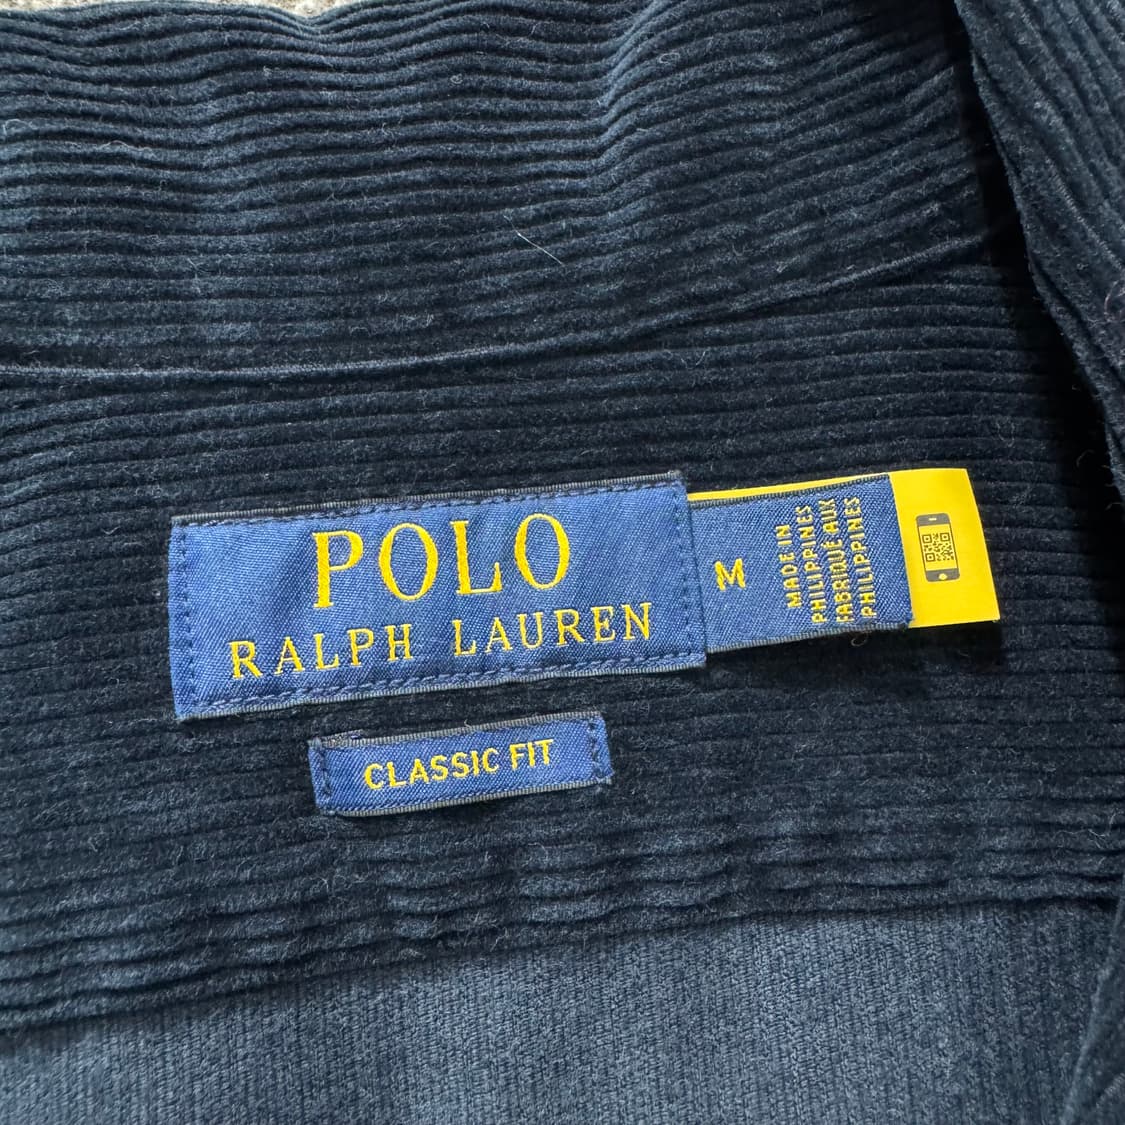 POLO
RALPH LAUREN
M
MADE IN
PHILIPPINES
FABRIQUÉ AUX
PHILIPPINES
CLASSIC FIT